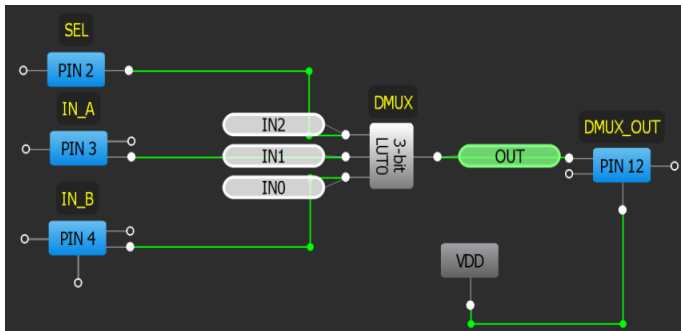 SEL
PIN 2
IN_A
PIN 3
IN_B
PIN 4
IN2
IN1
IN0
DMUX
3-bit
LUT0
OUT
DMUX_OUT
PIN 12
VDD